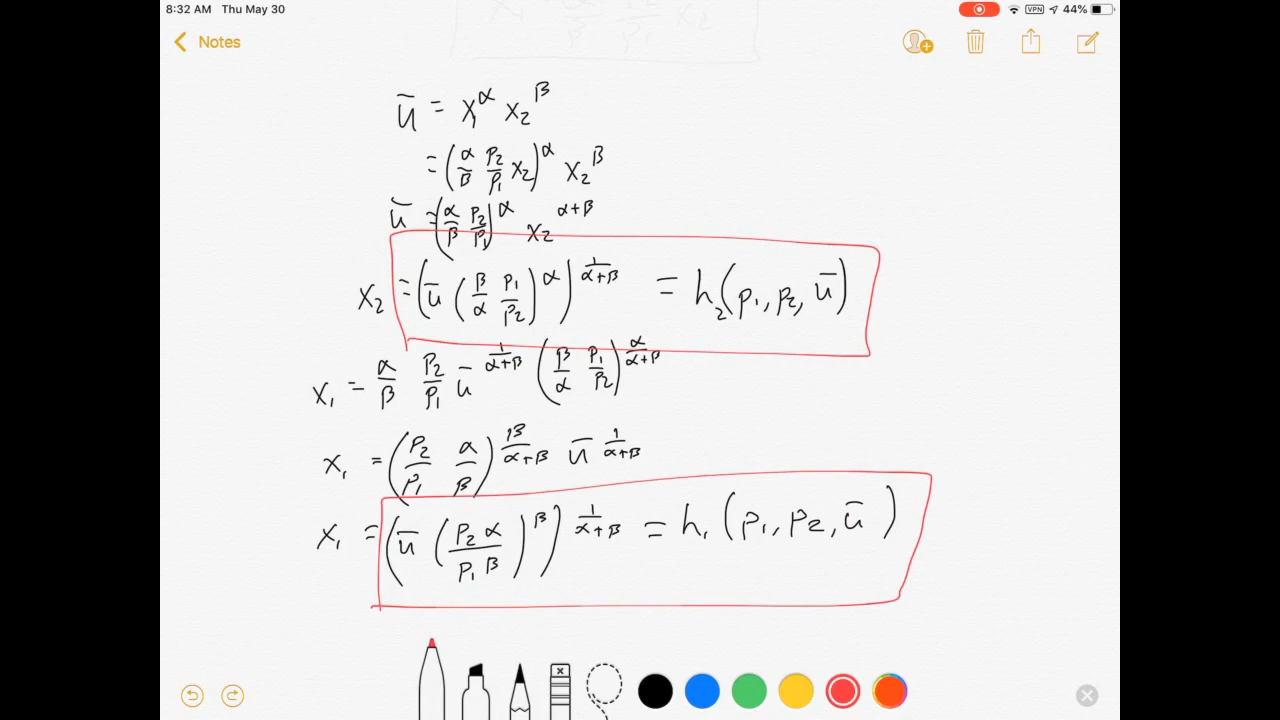 8:32 AM Thu May 30 VPN 44%
Notes
ū = x₁^α x₂^β
= (α/β p₂/p₁ x₂)^α x₂^β
ū = (α/β p₂/p₁)^α x₂^(α+β)
x₂ = (ū (β/α p₁/p₂)^α)^(1/(α+β)) = h₂(p₁, p₂, ū)
x₁ = α/β p₂/p₁ ū^(1/(α+β)) (β/α p₁/p₂)^(α/(α+β))
x₁ = (p₂/p₁ α/β)^(β/(α+β)) ū^(1/(α+β))
x₁ = (ū (p₂α/p₁β)^β)^(1/(α+β)) = h₁(p₁, p₂, ū)